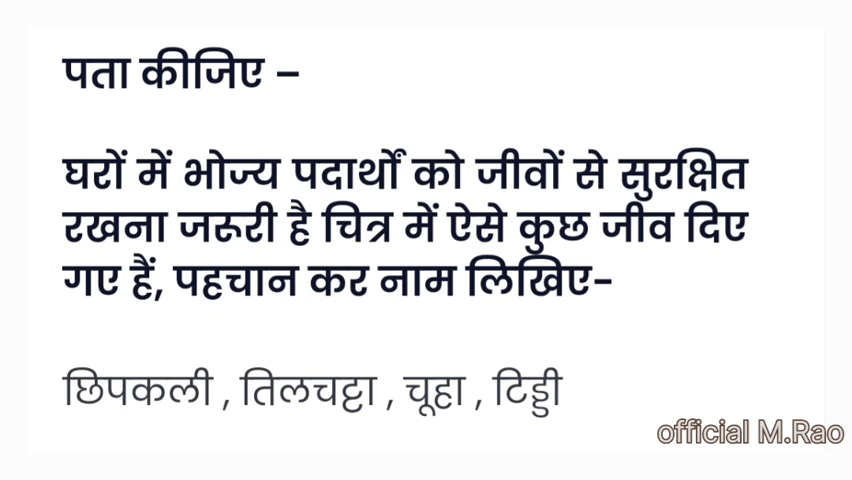 पता कीजिए –
घरों में भोज्य पदार्थों को जीवों से सुरक्षित
रखना जरूरी है चित्र में ऐसे कुछ जीव दिए
गए हैं, पहचान कर नाम लिखिए-
छिपकली , तिलचट्टा , चूहा , टिड्डी
official M.Rao